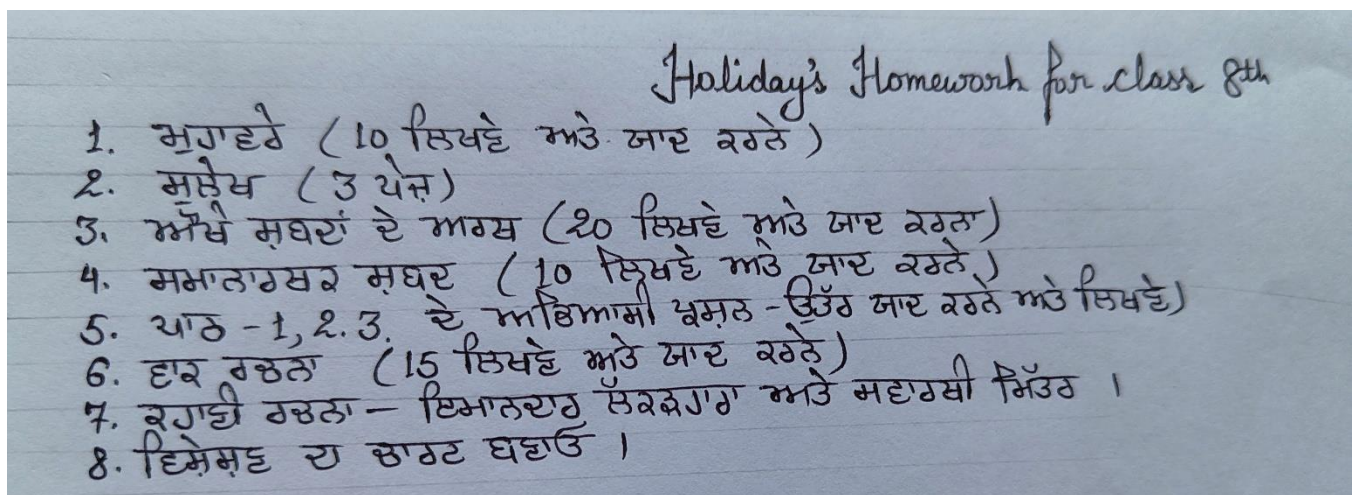 Holiday's Homework for class 8th
1. ਮੁਹਾਵਰੇ (10 ਲਿਖਣੇ ਅਤੇ ਯਾਦ ਕਰਨੇ)
2. ਸੁਲੇਖ (3 ਪੇਜ਼)
3. ਔਖੇ ਸ਼ਬਦਾਂ ਦੇ ਅਰਥ (20 ਲਿਖਣੇ ਅਤੇ ਯਾਦ ਕਰਨਾ)
4. ਸਮਾਨਾਰਥਕ ਸ਼ਬਦ (10 ਲਿਖਣੇ ਅਤੇ ਯਾਦ ਕਰਨੇ)
5. ਪਾਠ -1, 2. 3. ਦੇ ਅਭਿਆਸੀ ਪ੍ਰਸ਼ਨ - ਉੱਤਰ ਯਾਦ ਕਰਨੇ ਅਤੇ ਲਿਖਣੇ)
6. ਵਾਕ ਰਚਨਾ (15 ਲਿਖਣੇ ਅਤੇ ਯਾਦ ਕਰਨੇ)
7. ਕਹਾਣੀ ਰਚਨਾ - ਇਮਾਨਦਾਰ ਲੱਕੜਹਾਰਾ ਅਤੇ ਸਵਾਰਥੀ ਮਿੱਤਰ ।
8. ਵਿਸ਼ੇਸ਼ਣ ਦਾ ਚਾਰਟ ਬਣਾਓ ।